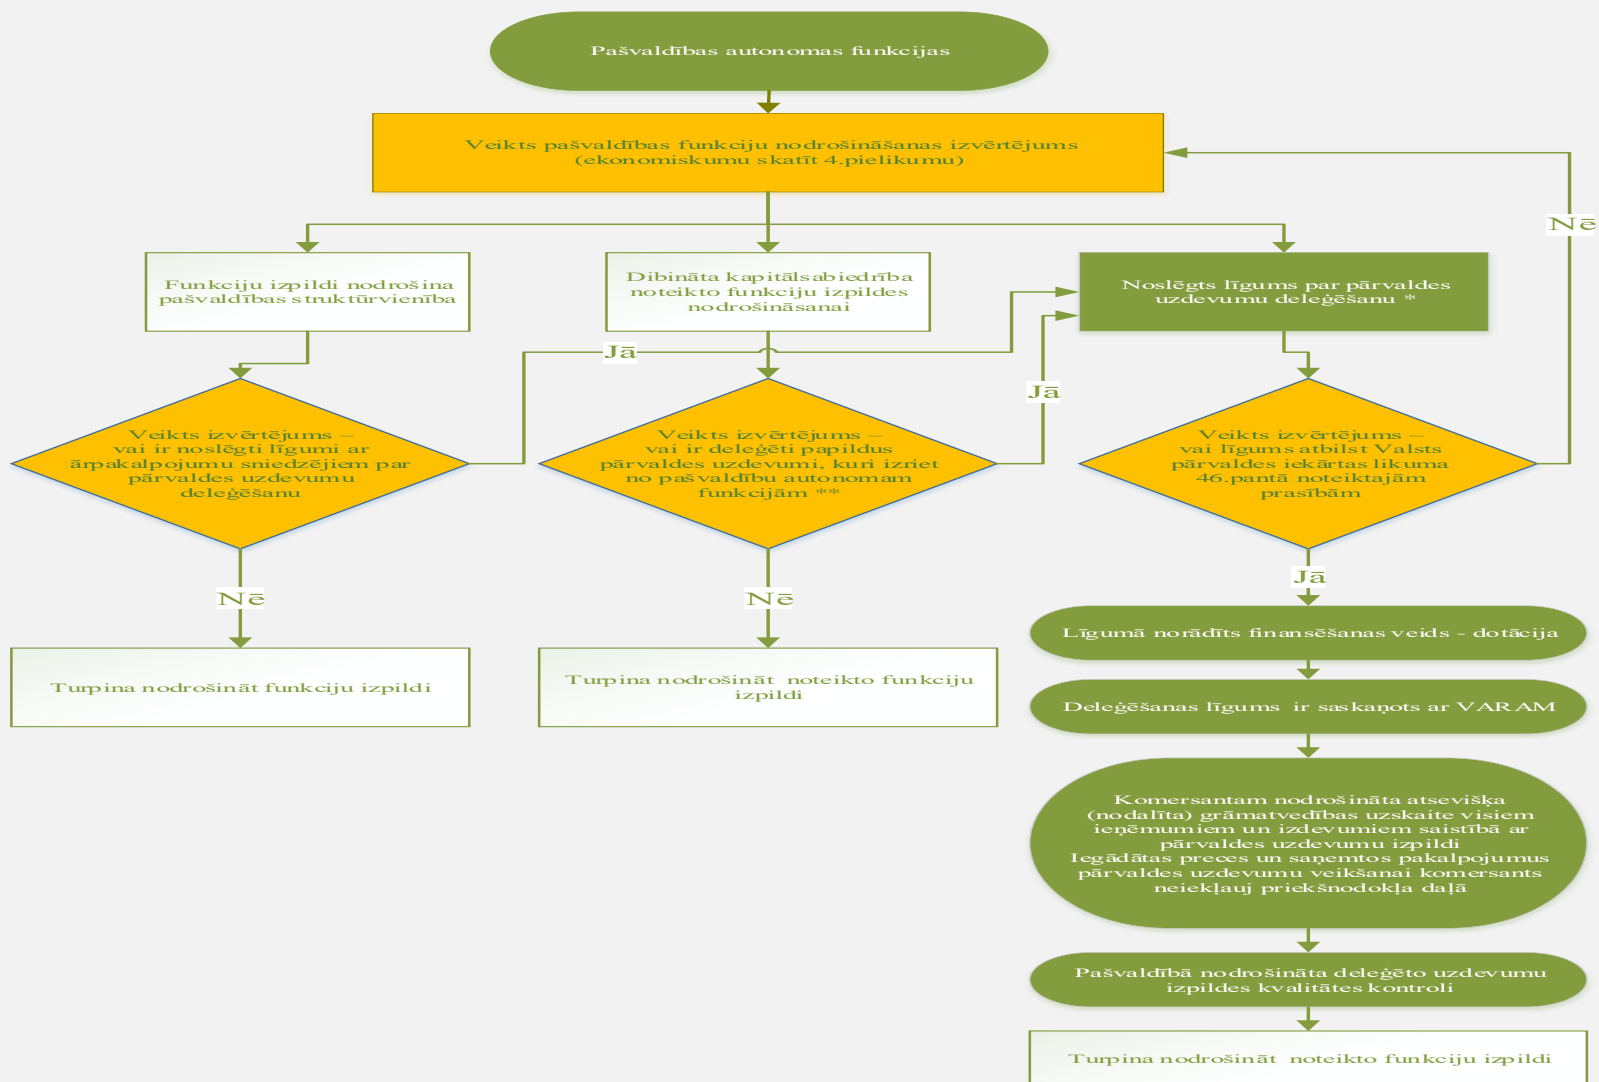 Pašvaldības autonomas funkcijas
Veikts pašvaldības funkciju nodrošināšanas izvērtējums
(ekonomiskumu skatīt 4.pielikumu)
Nē
Funkciju izpildi nodrošina
pašvaldības struktūrvienība
Dibināta kapitālsabiedrība
noteikto funkciju izpildes
nodrošināsanai
Noslēgts līgums par pārvaldes
uzdevumu deleģēšanu *
Jā
Jā
Veikts izvērtējums –
vai ir noslēgti līgumi ar
ārpakalpojumu sniedzējiem par
pārvaldes uzdevumu
deleģēšanu
Veikts izvērtējums –
vai ir deleģēti papildus
pārvaldes uzdevumi, kuri izriet
no pašvaldību autonomam
funkcijām **
Veikts izvērtējums –
vai līgums atbilst Valsts
pārvaldes iekārtas likuma
46.pantā noteiktajām
prasībām
Nē
Nē
Jā
Turpina nodrošināt funkciju izpildi
Turpina nodrošināt noteikto funkciju
izpildi
Līgumā norādīts finansēšanas veids - dotācija
Deleģēšanas līgums ir saskaņots ar VARAM
Komersantam nodrošināta atsevišķa
(nodalīta) grāmatvedības uzskaite visiem
ieņēmumiem un izdevumiem saistībā ar
pārvaldes uzdevumu izpildi
Iegādātas preces un saņemtos pakalpojumus
pārvaldes uzdevumu veikšanai komersants
neiekļauj priekšnodokļa daļā
Pašvaldībā nodrošināta deleģēto uzdevumu
izpildes kvalitātes kontroli
Turpina nodrošināt noteikto funkciju izpildi